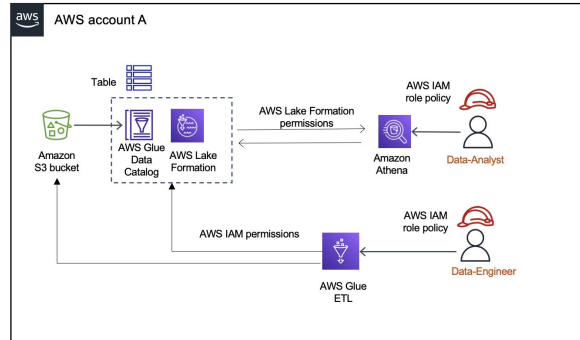 aws
AWS account A
Table
AWS IAM
role policy
AWS Lake Formation
permissions
Amazon
S3 bucket
AWS Glue
Data
Catalog
AWS Lake
Formation
Amazon
Athena
Data-Analyst
AWS IAM
role policy
AWS IAM permissions
Data-Engineer
AWS Glue
ETL